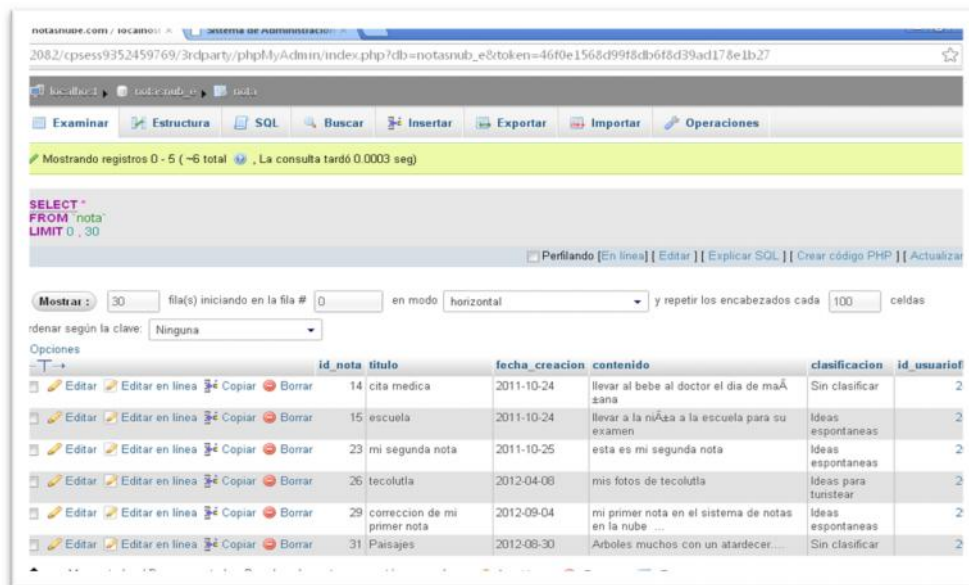 notasnube.com / localhost × Sistema de Administracion
2082/cpsess9352459769/3rdparty/phpMyAdmin/index.php?db=notasnub_e&token=46f0e1568d99f8db6f8d39ad178e1b27
localhost ▸ notasnub_e ▸ nota
Examinar Estructura SQL Buscar Insertar Exportar Importar Operaciones
Mostrando registros 0 - 5 ( ~6 total , La consulta tardó 0.0003 seg)
SELECT *
FROM `nota`
LIMIT 0 , 30
Perfilando [En línea] [ Editar ] [ Explicar SQL ] [ Crear código PHP ] [ Actualizar
Mostrar : 30 fila(s) iniciando en la fila # 0 en modo horizontal y repetir los encabezados cada 100 celdas
rdenar según la clave: Ninguna
Opciones
←T→ id_nota titulo fecha_creacion contenido clasificacion id_usuariof
Editar Editar en línea Copiar Borrar 14 cita medica 2011-10-24 llevar al bebe al doctor el dia de maÃ Sin clasificar 2
±ana
Editar Editar en línea Copiar Borrar 15 escuela 2011-10-24 llevar a la niÃ±a a la escuela para su Ideas 2
examen espontaneas
Editar Editar en línea Copiar Borrar 23 mi segunda nota 2011-10-25 esta es mi segunda nota Ideas 2
espontaneas
Editar Editar en línea Copiar Borrar 26 tecolutla 2012-04-08 mis fotos de tecolutla Ideas para 2
turistear
Editar Editar en línea Copiar Borrar 29 correccion de mi 2012-09-04 mi primer nota en el sistema de notas Ideas 2
primer nota en la nube ... espontaneas
Editar Editar en línea Copiar Borrar 31 Paisajes 2012-08-30 Arboles muchos con un atardecer.... Sin clasificar 2